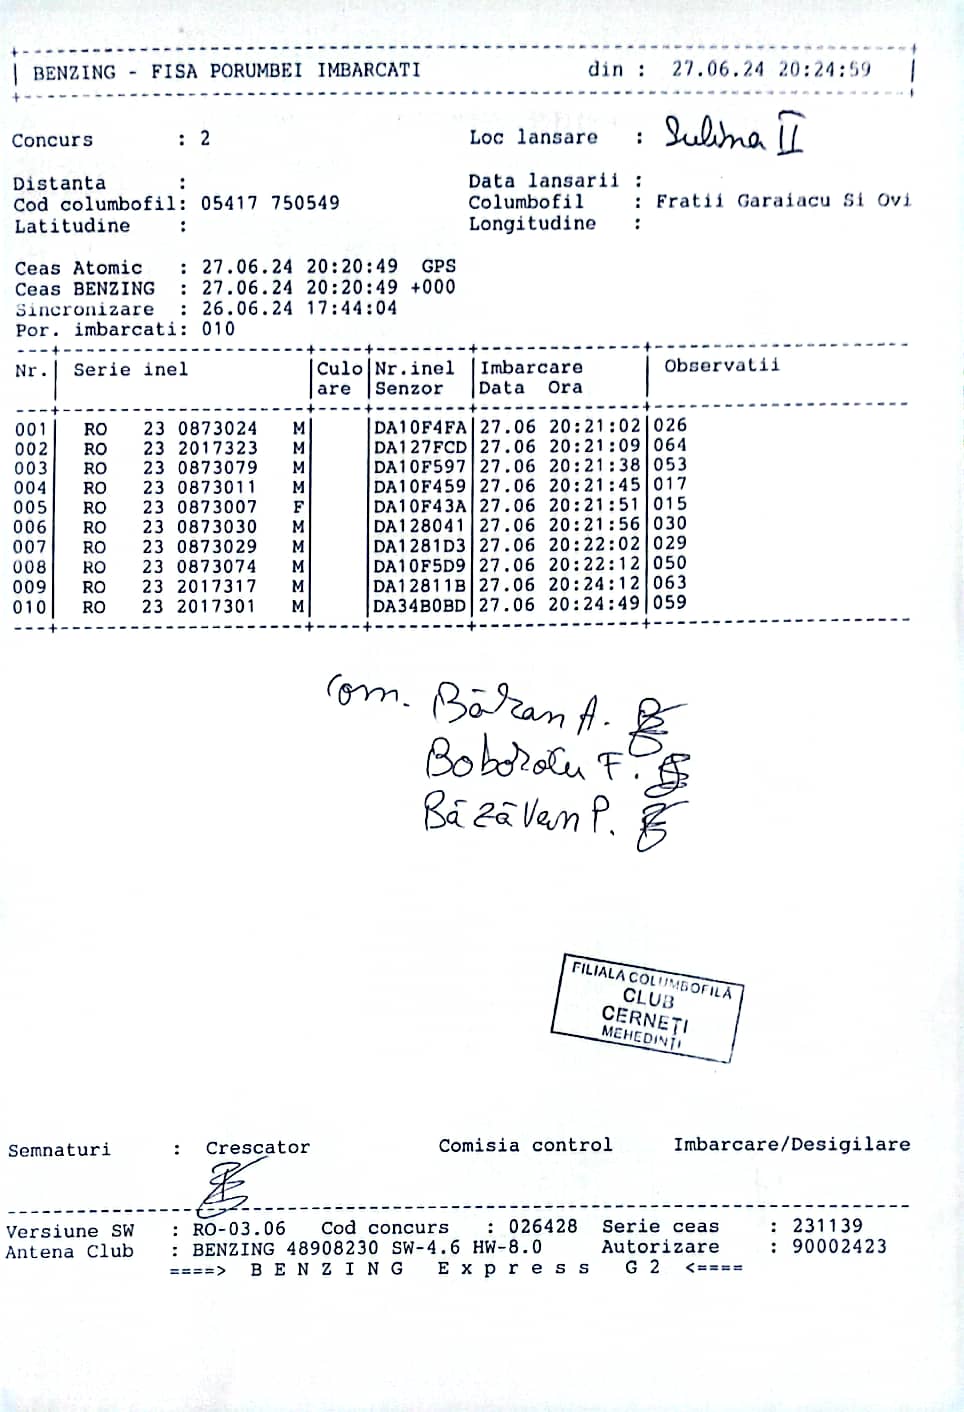 BENZING - FISA PORUMBEI IMBARCATI din : 27.06.24 20:24:59
Concurs : 2 Loc lansare : Sulina II
Distanta : Data lansarii :
Cod columbofil: 05417 750549 Columbofil : Fratii Garaiacu Si Ovi
Latitudine : Longitudine :
Ceas Atomic : 27.06.24 20:20:49 GPS
Ceas BENZING : 27.06.24 20:20:49 +000
Sincronizare : 26.06.24 17:44:04
Por. imbarcati: 010
Nr. Serie inel Culo Nr.inel Imbarcare Observatii
are Senzor Data Ora
001 RO 23 0873024 M DA10F4FA 27.06 20:21:02 026
002 RO 23 2017323 M DA127FCD 27.06 20:21:09 064
003 RO 23 0873079 M DA10F597 27.06 20:21:38 053
004 RO 23 0873011 M DA10F459 27.06 20:21:45 017
005 RO 23 0873007 F DA10F43A 27.06 20:21:51 015
006 RO 23 0873030 M DA128041 27.06 20:21:56 030
007 RO 23 0873029 M DA1281D3 27.06 20:22:02 029
008 RO 23 0873074 M DA10F5D9 27.06 20:22:12 050
009 RO 23 2017317 M DA12811B 27.06 20:24:12 063
010 RO 23 2017301 M DA34B0BD 27.06 20:24:49 059
Com. Bălan A.
Boborocu F.
Băzăvan P.
FILIALA COLUMBOFILĂ
CLUB
CERNEȚI
MEHEDINȚI
Semnaturi : Crescator Comisia control Imbarcare/Desigilare
Versiune SW : RO-03.06 Cod concurs : 026428 Serie ceas : 231139
Antena Club : BENZING 48908230 SW-4.6 HW-8.0 Autorizare : 90002423
====> B E N Z I N G E x p r e s s G 2 <====